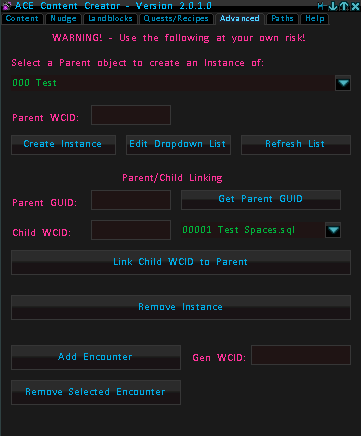 ACE Content Creator - Version 2.0.1.0
Content Nudge Landblocks Quests/Recipes Advanced Paths Help
WARNING! - Use the following at your own risk!
Select a Parent object to create an Instance of:
000 Test
Parent WCID:
Create Instance Edit Dropdown List Refresh List
Parent/Child Linking
Parent GUID: Get Parent GUID
Child WCID: 00001 Test Spaces.sql
Link Child WCID to Parent
Remove Instance
Add Encounter Gen WCID:
Remove Selected Encounter